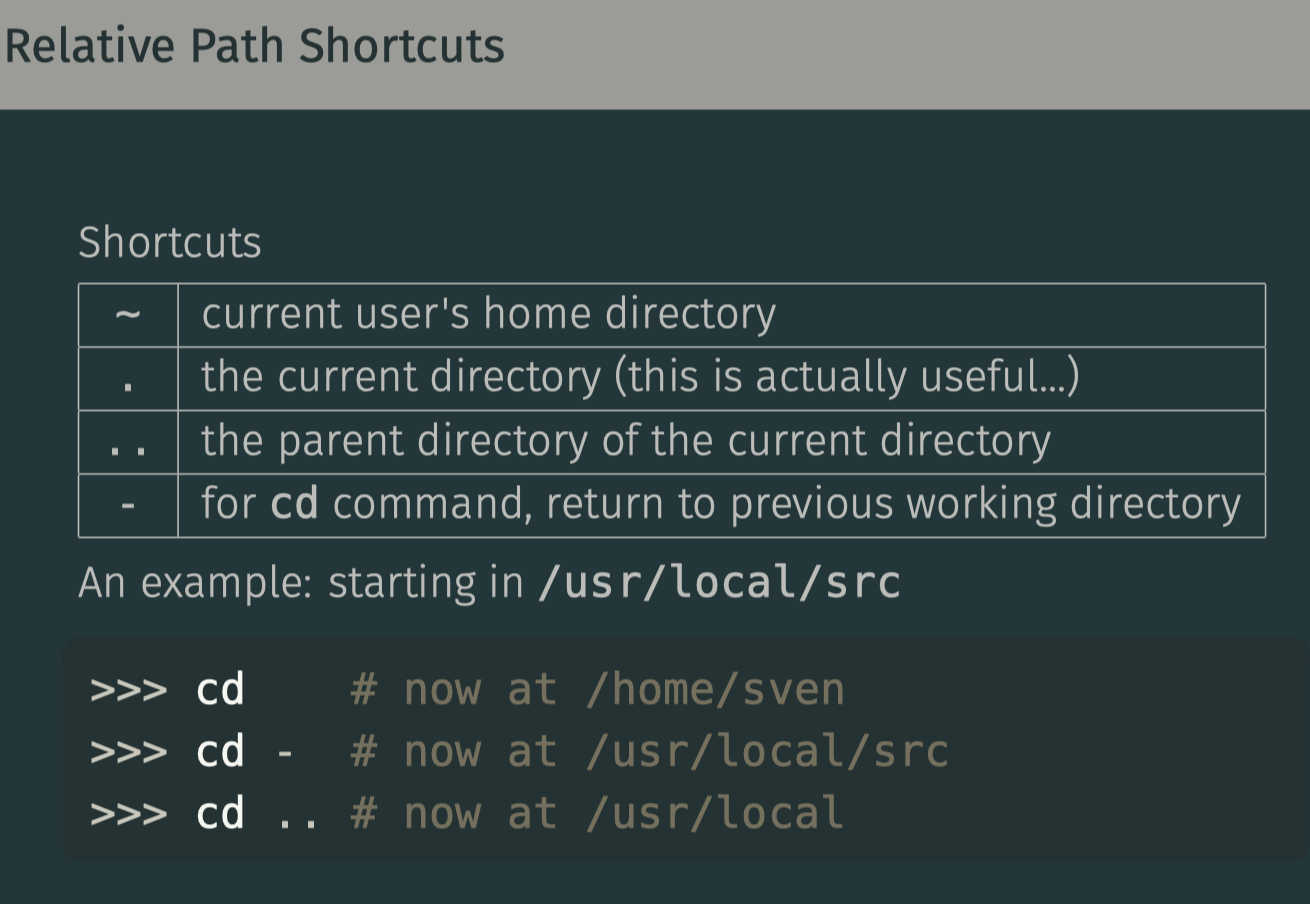 Relative Path Shortcuts
Shortcuts
~ current user's home directory
. the current directory (this is actually useful...)
.. the parent directory of the current directory
- for cd command, return to previous working directory
An example: starting in /usr/local/src
>>> cd    # now at /home/sven
>>> cd -  # now at /usr/local/src
>>> cd .. # now at /usr/local